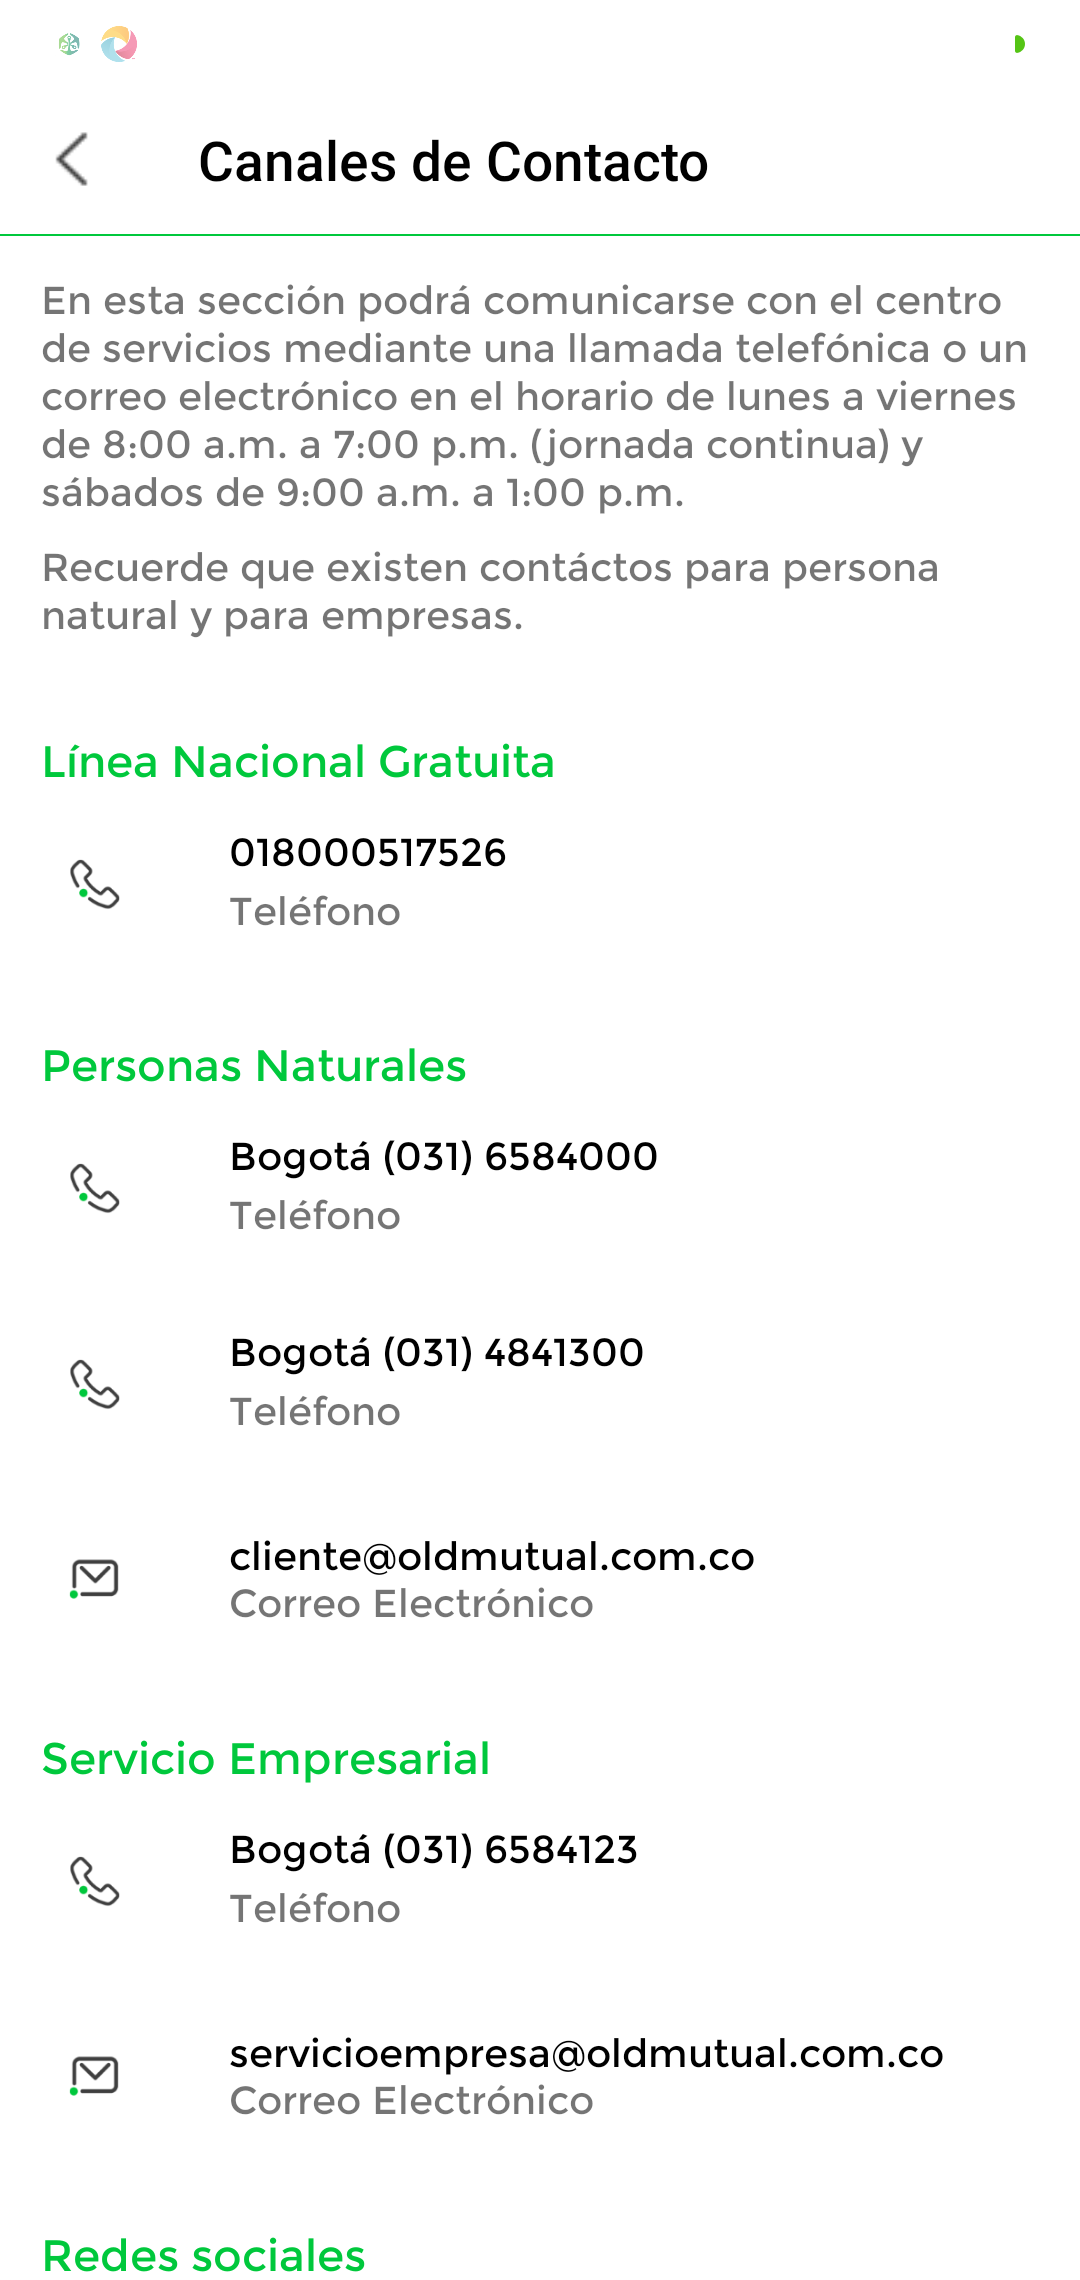 Canales de Contacto
En esta sección podrá comunicarse con el centro
de servicios mediante una llamada telefónica o un
correo electrónico en el horario de lunes a viernes
de 8:00 a.m. a 7:00 p.m. (jornada continua) y
sábados de 9:00 a.m. a 1:00 p.m.
Recuerde que existen contáctos para persona
natural y para empresas.
Línea Nacional Gratuita
018000517526
Teléfono
Personas Naturales
Bogotá (031) 6584000
Teléfono
Bogotá (031) 4841300
Teléfono
cliente@oldmutual.com.co
Correo Electrónico
Servicio Empresarial
Bogotá (031) 6584123
Teléfono
servicioempresa@oldmutual.com.co
Correo Electrónico
Redes sociales